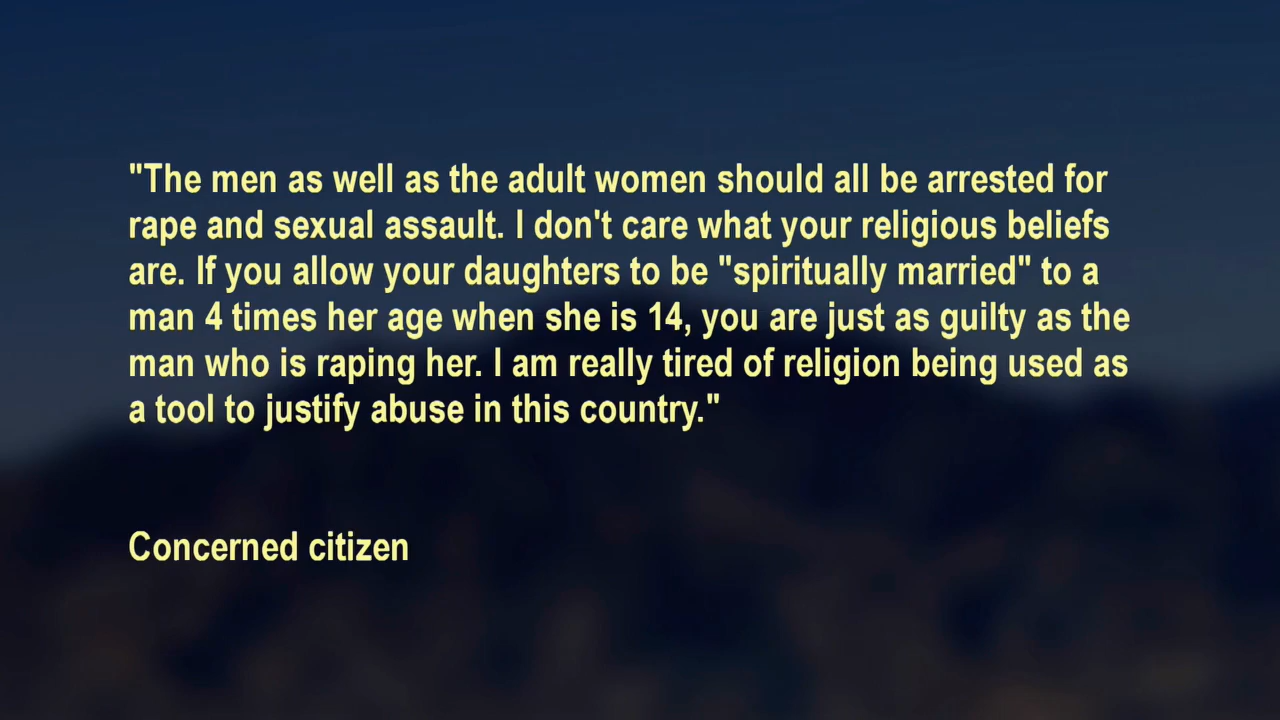 "The men as well as the adult women should all be arrested for
rape and sexual assault. I don't care what your religious beliefs
are. If you allow your daughters to be "spiritually married" to a
man 4 times her age when she is 14, you are just as guilty as the
man who is raping her. I am really tired of religion being used as
a tool to justify abuse in this country."
Concerned citizen